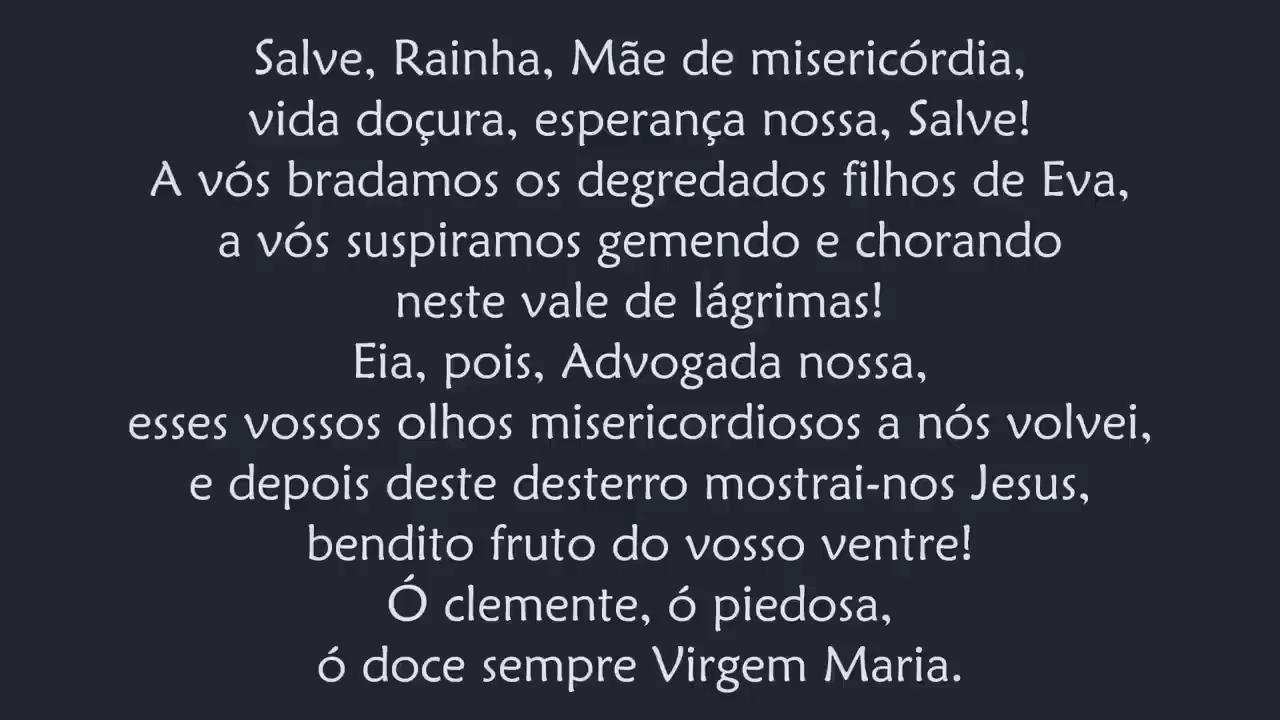 Salve, Rainha, Mãe de misericórdia,
vida doçura, esperança nossa, Salve!
A vós bradamos os degredados filhos de Eva,
a vós suspiramos gemendo e chorando
neste vale de lágrimas!
Eia, pois, Advogada nossa,
esses vossos olhos misericordiosos a nós volvei,
e depois deste desterro mostrai-nos Jesus,
bendito fruto do vosso ventre!
Ó clemente, ó piedosa,
ó doce sempre Virgem Maria.